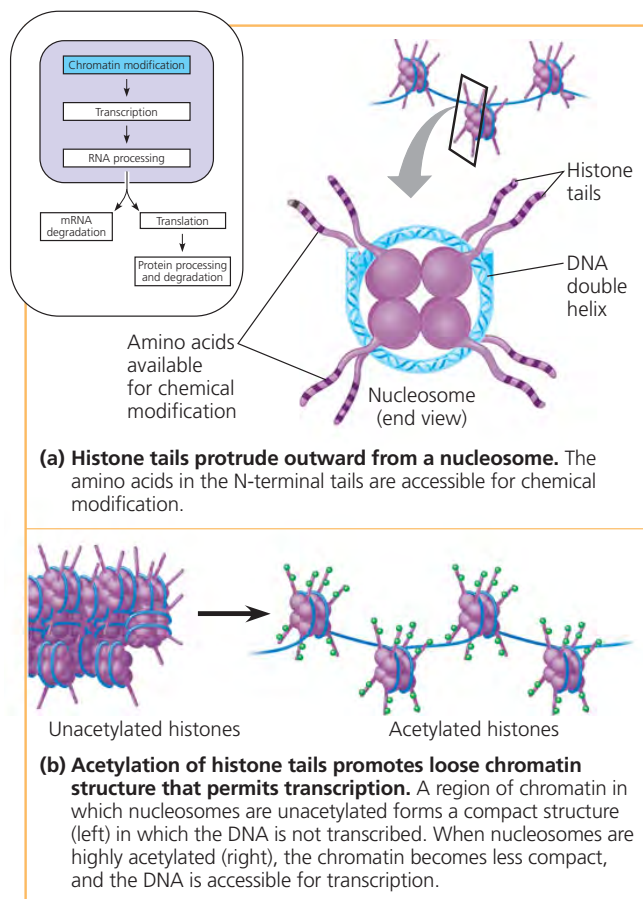 Chromatin modification
Transcription
RNA processing
mRNA
degradation
Translation
Protein processing
and degradation
Histone
tails
DNA
double
helix
Amino acids
available
for chemical
modification
Nucleosome
(end view)
(a) Histone tails protrude outward from a nucleosome. The
amino acids in the N-terminal tails are accessible for chemical
modification.
Unacetylated histones
Acetylated histones
(b) Acetylation of histone tails promotes loose chromatin
structure that permits transcription. A region of chromatin in
which nucleosomes are unacetylated forms a compact structure
(left) in which the DNA is not transcribed. When nucleosomes are
highly acetylated (right), the chromatin becomes less compact,
and the DNA is accessible for transcription.